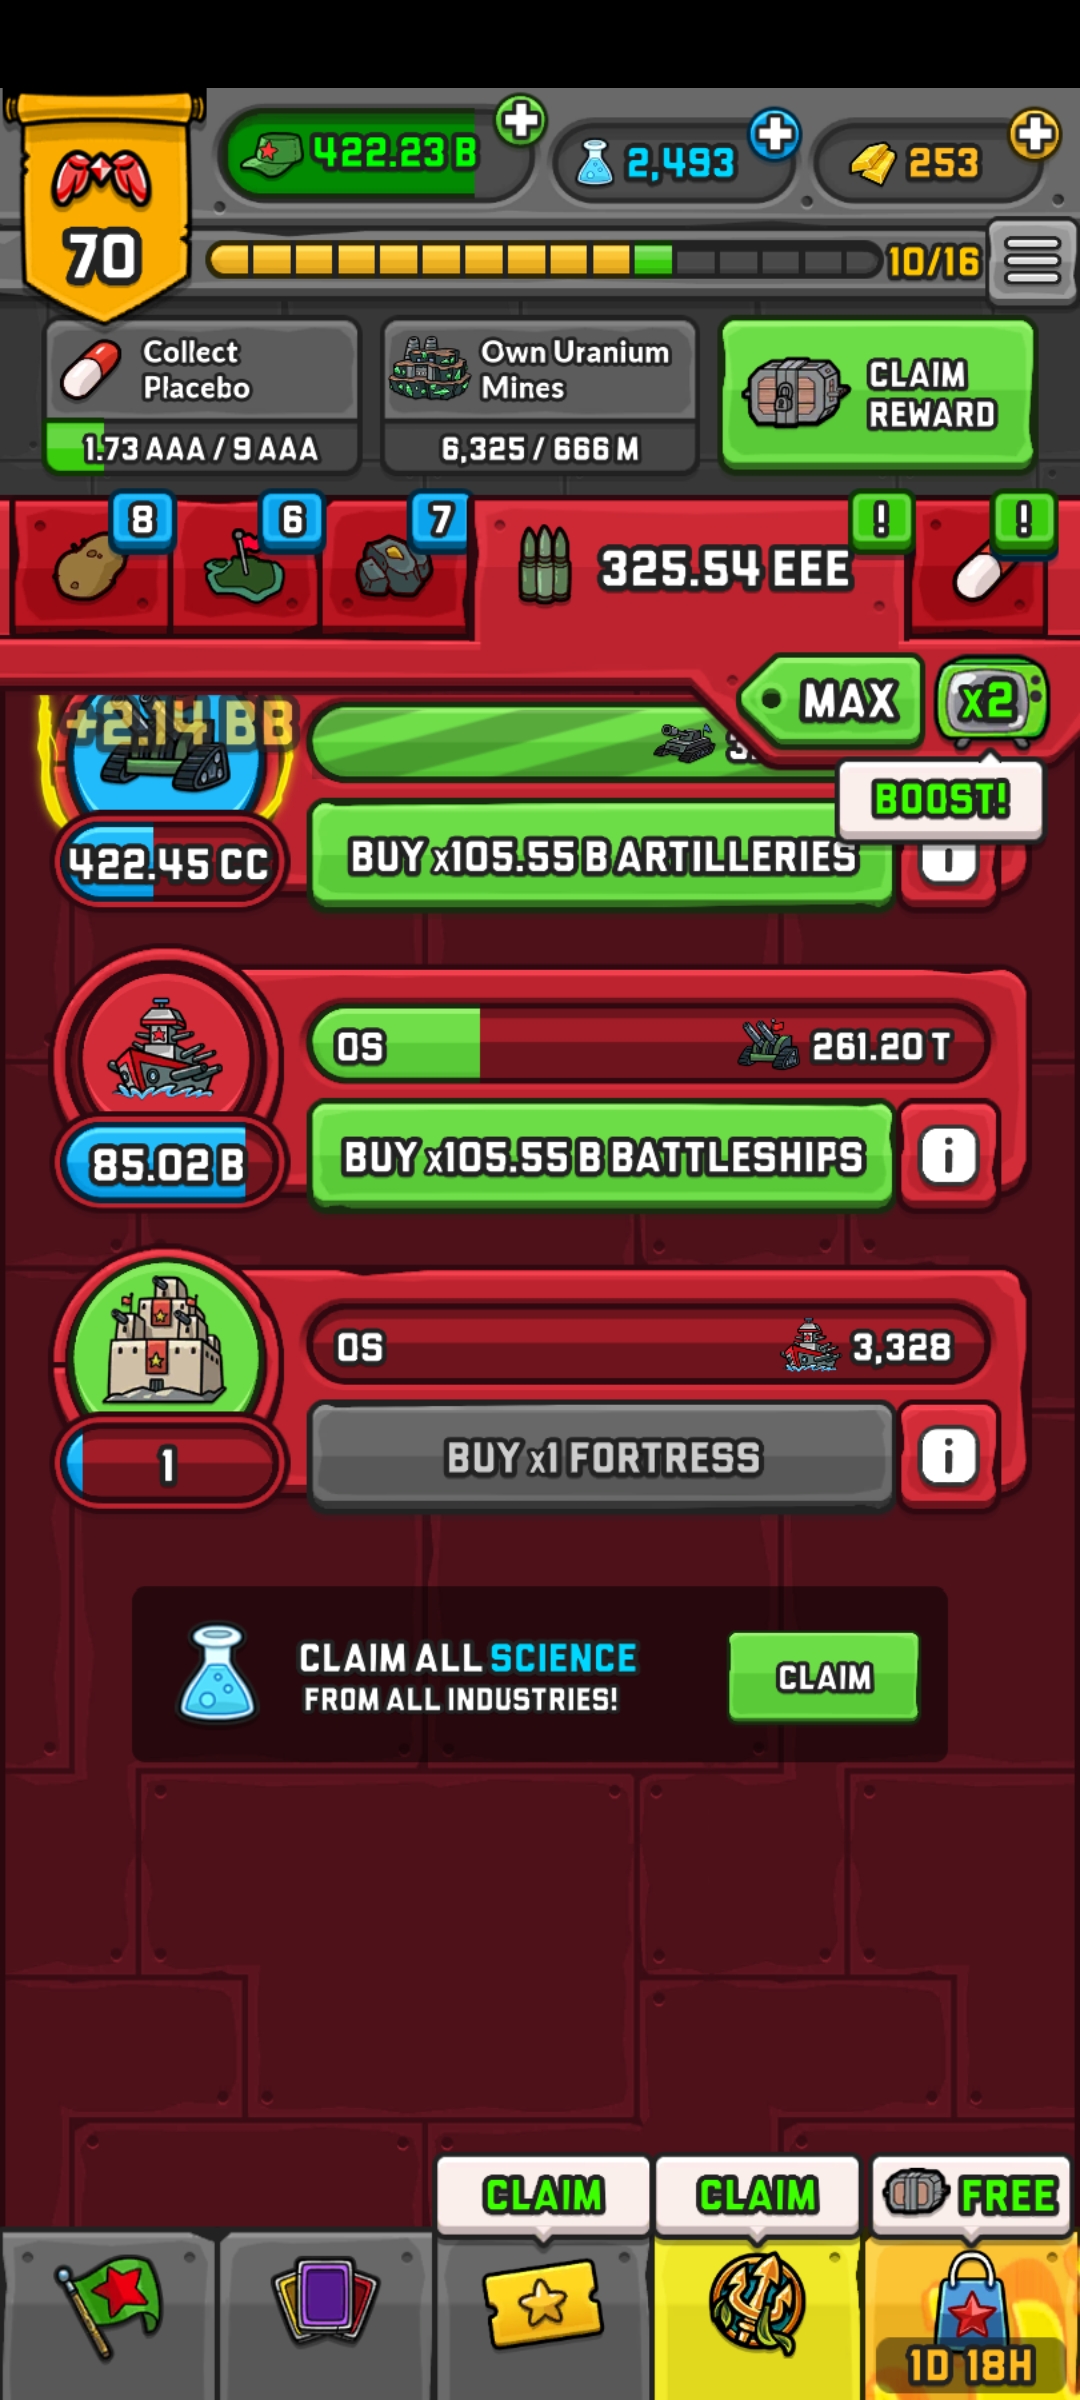 422.23 B
2,493
253
70
10/16
Collect
Placebo
1.73 AAA / 9 AAA
Own Uranium
Mines
6,325 / 666 M
CLAIM
REWARD
8
6
7
325.54 EEE
!
!
MAX
x2
BOOST!
+2.14 BB
422.45 CC
BUY x105.55 B ARTILLERIES
0S
261.20 T
85.02 B
BUY x105.55 B BATTLESHIPS
i
0S
3,328
1
BUY x1 FORTRESS
i
CLAIM ALL SCIENCE
FROM ALL INDUSTRIES!
CLAIM
CLAIM
CLAIM
FREE
1D 18H